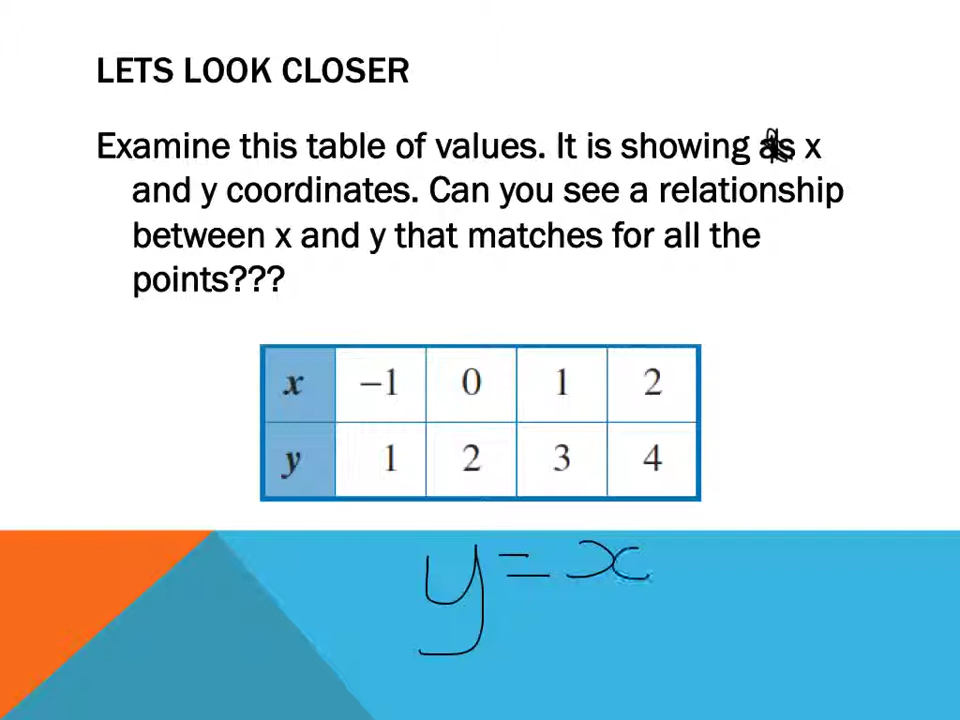 LETS LOOK CLOSER
Examine this table of values. It is showing as x
and y coordinates. Can you see a relationship
between x and y that matches for all the
points???
x −1 0 1 2
y 1 2 3 4
y = x